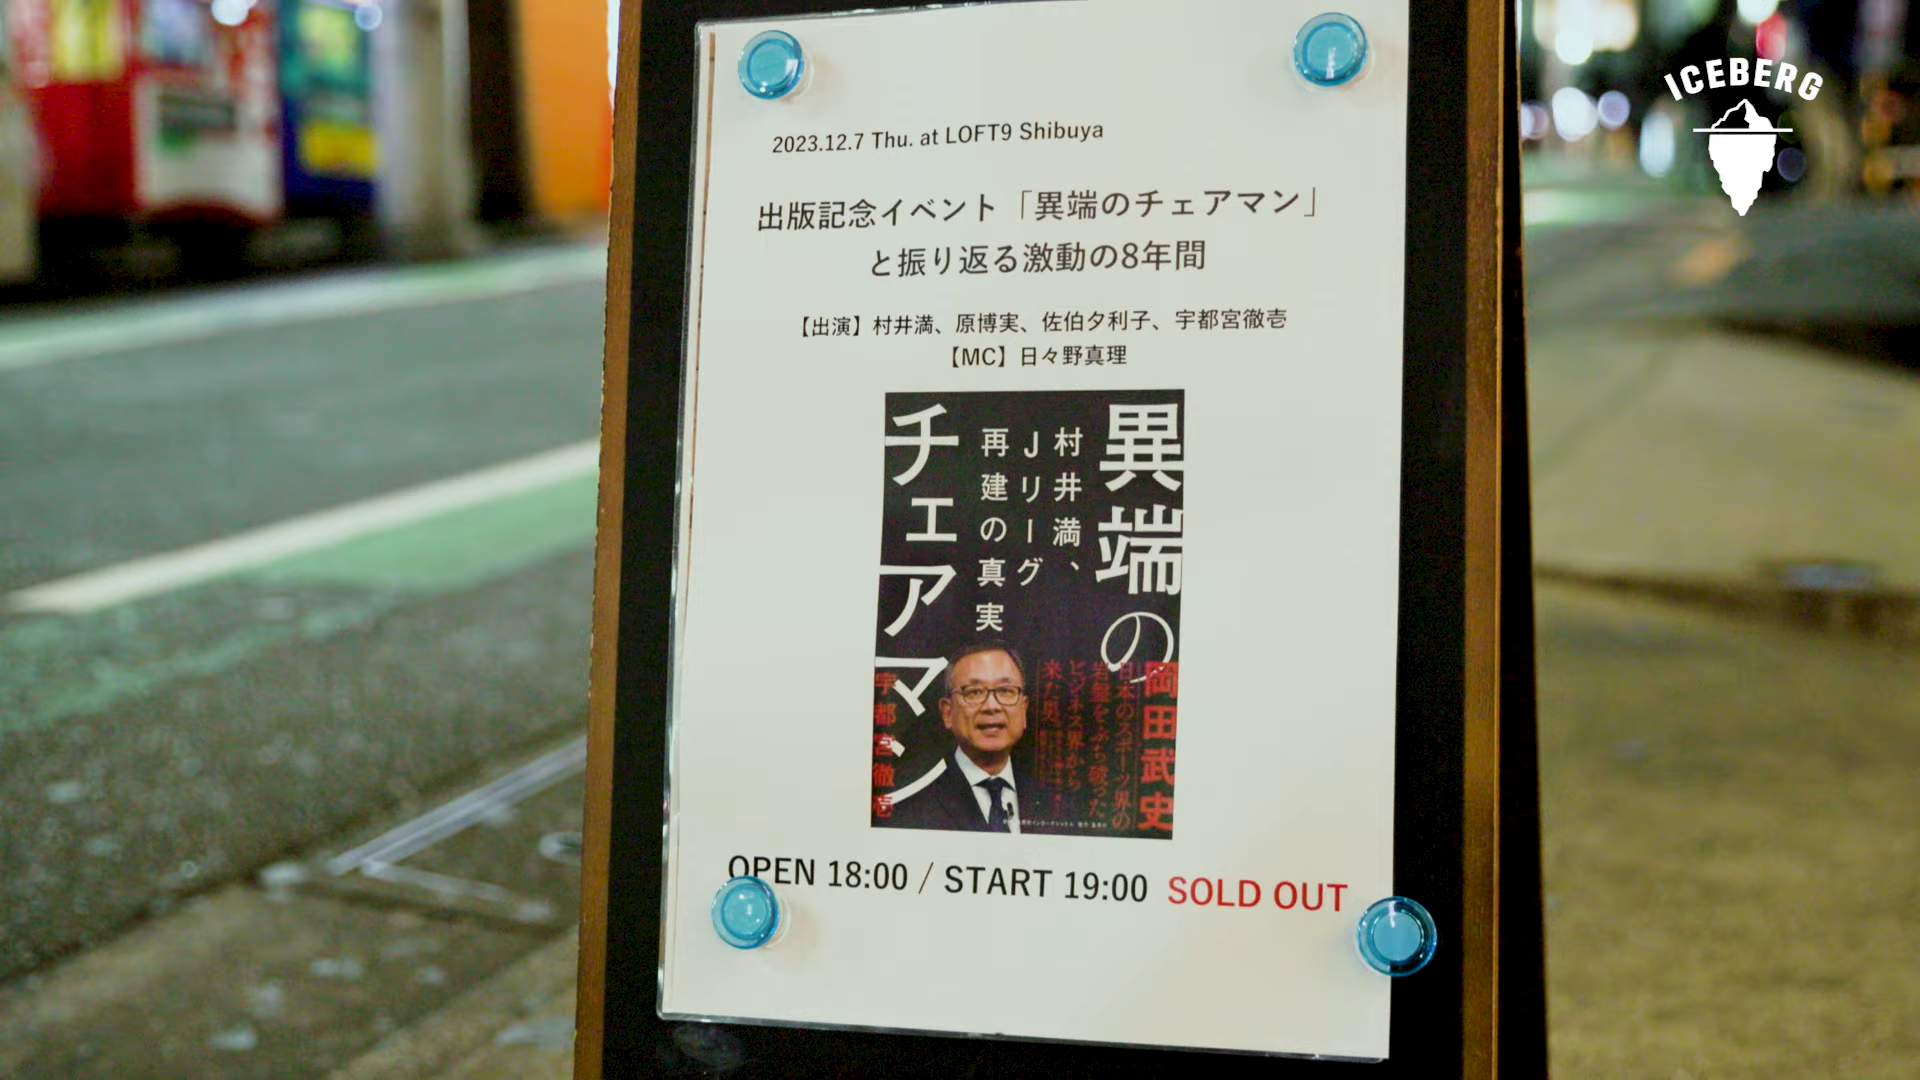 ICEBERG
2023.12.7 Thu. at LOFT9 Shibuya
出版記念イベント「異端のチェアマン」
と振り返る激動の8年間
【出演】村井満、原博実、佐伯夕利子、宇都宮徹壱
【MC】日々野真理
異端の
チェアマン
村井満、
Jリーグ
再建の真実
宇都宮徹壱
岡田武史
日本のスポーツ界の
岩盤をぶち破った
ビジネス界から
来た男。
OPEN 18:00 / START 19:00 SOLD OUT